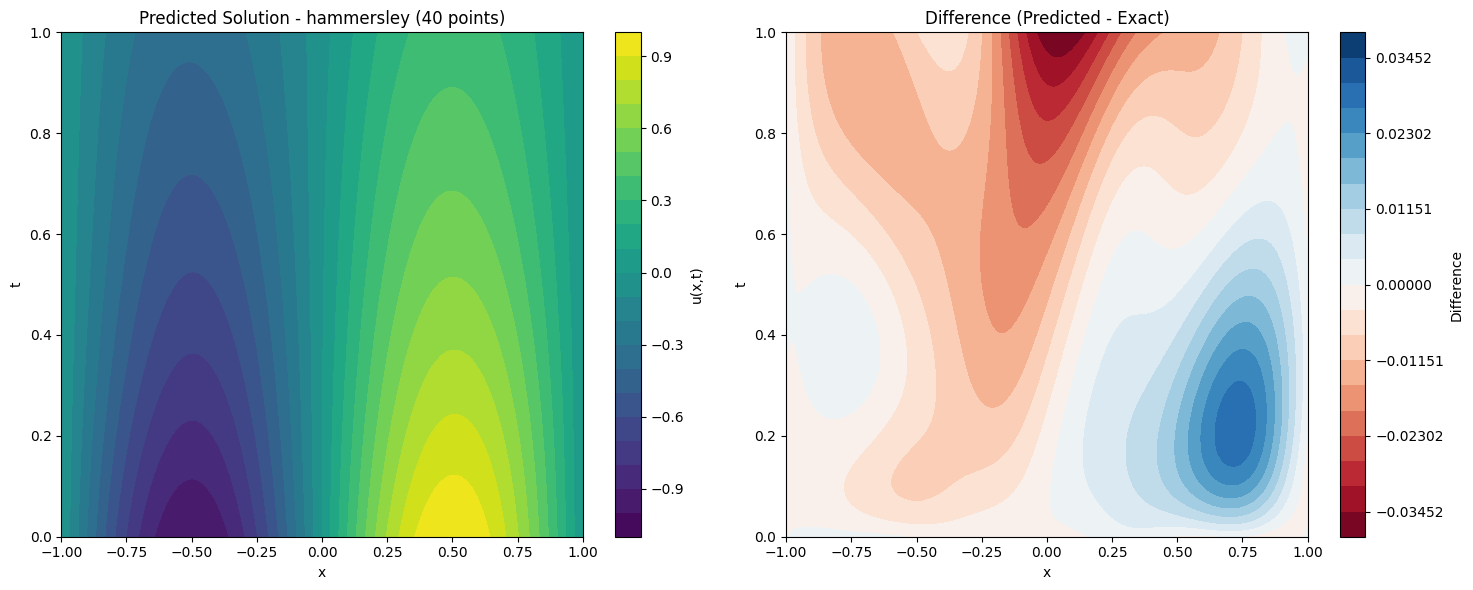 Predicted Solution - hammersley (40 points)
1.0
0.8
0.6
0.4
0.2
0.0
t
−1.00 −0.75 −0.50 −0.25 0.00 0.25 0.50 0.75 1.00
x
0.9
0.6
0.3
0.0
−0.3
−0.6
−0.9
u(x,t)
Difference (Predicted - Exact)
1.0
0.8
0.6
0.4
0.2
0.0
t
−1.00 −0.75 −0.50 −0.25 0.00 0.25 0.50 0.75 1.00
x
0.03452
0.02302
0.01151
0.00000
−0.01151
−0.02302
−0.03452
Difference